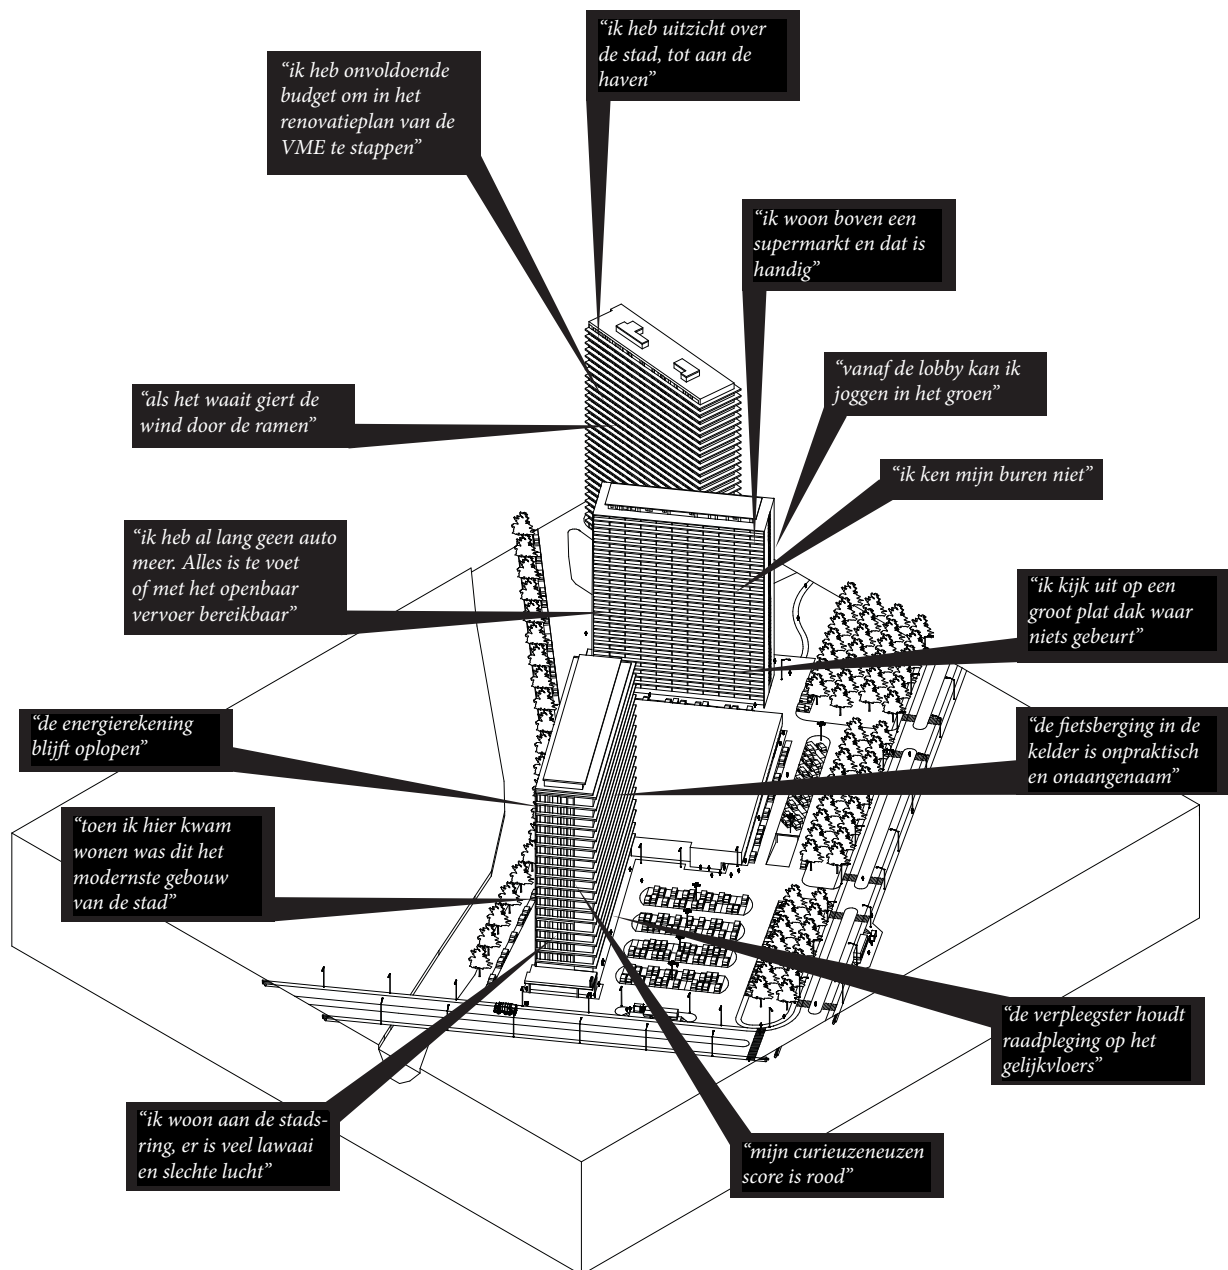 “ik heb uitzicht over
de stad, tot aan de
haven”
“ik heb onvoldoende
budget om in het
renovatieplan van de
VME te stappen”
“ik woon boven een
supermarkt en dat is
handig”
“vanaf de lobby kan ik
joggen in het groen”
“als het waait giert de
wind door de ramen”
“ik ken mijn buren niet”
“ik heb al lang geen auto
meer. Alles is te voet
of met het openbaar
vervoer bereikbaar”
“ik kijk uit op een
groot plat dak waar
niets gebeurt”
“de energierekening
blijft oplopen”
“de fietsberging in de
kelder is onpraktisch
en onaangenaam”
“toen ik hier kwam
wonen was dit het
modernste gebouw
van de stad”
“de verpleegster houdt
raadpleging op het
gelijkvloers”
“ik woon aan de stads-
ring, er is veel lawaai
en slechte lucht”
“mijn curieuzeneuzen
score is rood”